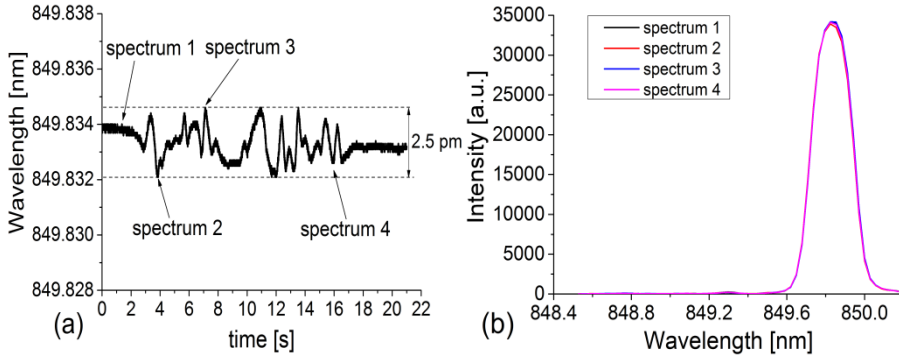 849.838
849.836
849.834
849.832
849.830
849.828
Wavelength [nm]
spectrum 1
spectrum 3
2.5 pm
spectrum 2
spectrum 4
0 2 4 6 8 10 12 14 16 18 20 22
time [s]
(a)
35000
30000
25000
20000
15000
10000
5000
0
Intensity [a.u.]
spectrum 1
spectrum 2
spectrum 3
spectrum 4
848.4 848.8 849.2 849.6 850.0
Wavelength [nm]
(b)